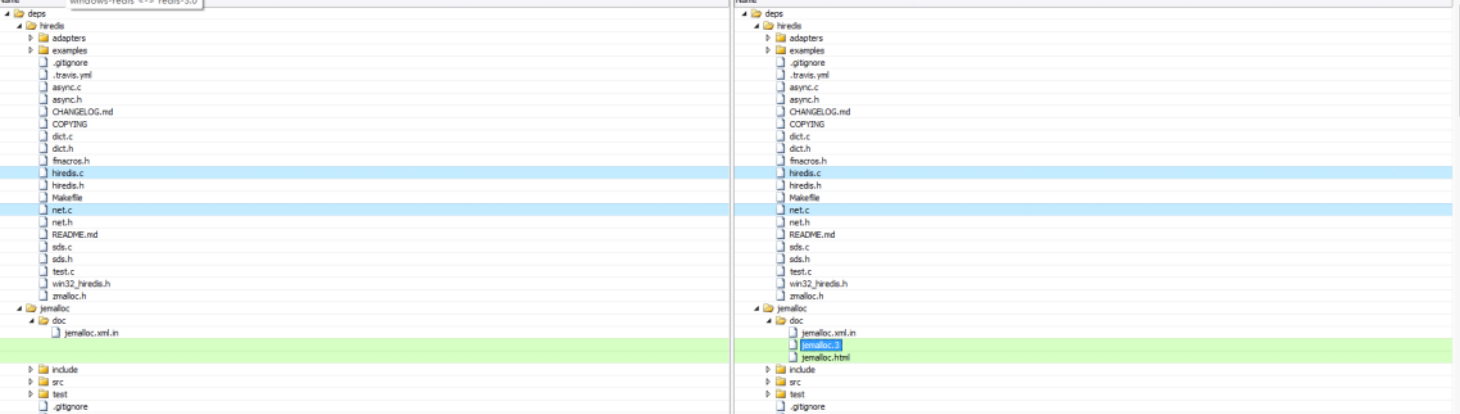 windows-redis <-> redis-3.0
deps
hiredis
adapters
examples
.gitignore
.travis.yml
async.c
async.h
CHANGELOG.md
COPYING
dict.c
dict.h
fmacros.h
hiredis.c
hiredis.h
Makefile
net.c
net.h
README.md
sds.c
sds.h
test.c
win32_hiredis.h
zmalloc.h
jemalloc
doc
jemalloc.xml.in
include
src
test
.gitignore
deps
hiredis
adapters
examples
.gitignore
.travis.yml
async.c
async.h
CHANGELOG.md
COPYING
dict.c
dict.h
fmacros.h
hiredis.c
hiredis.h
Makefile
net.c
net.h
README.md
sds.c
sds.h
test.c
win32_hiredis.h
zmalloc.h
jemalloc
doc
jemalloc.xml.in
jemalloc.3
jemalloc.html
include
src
test
.gitignore